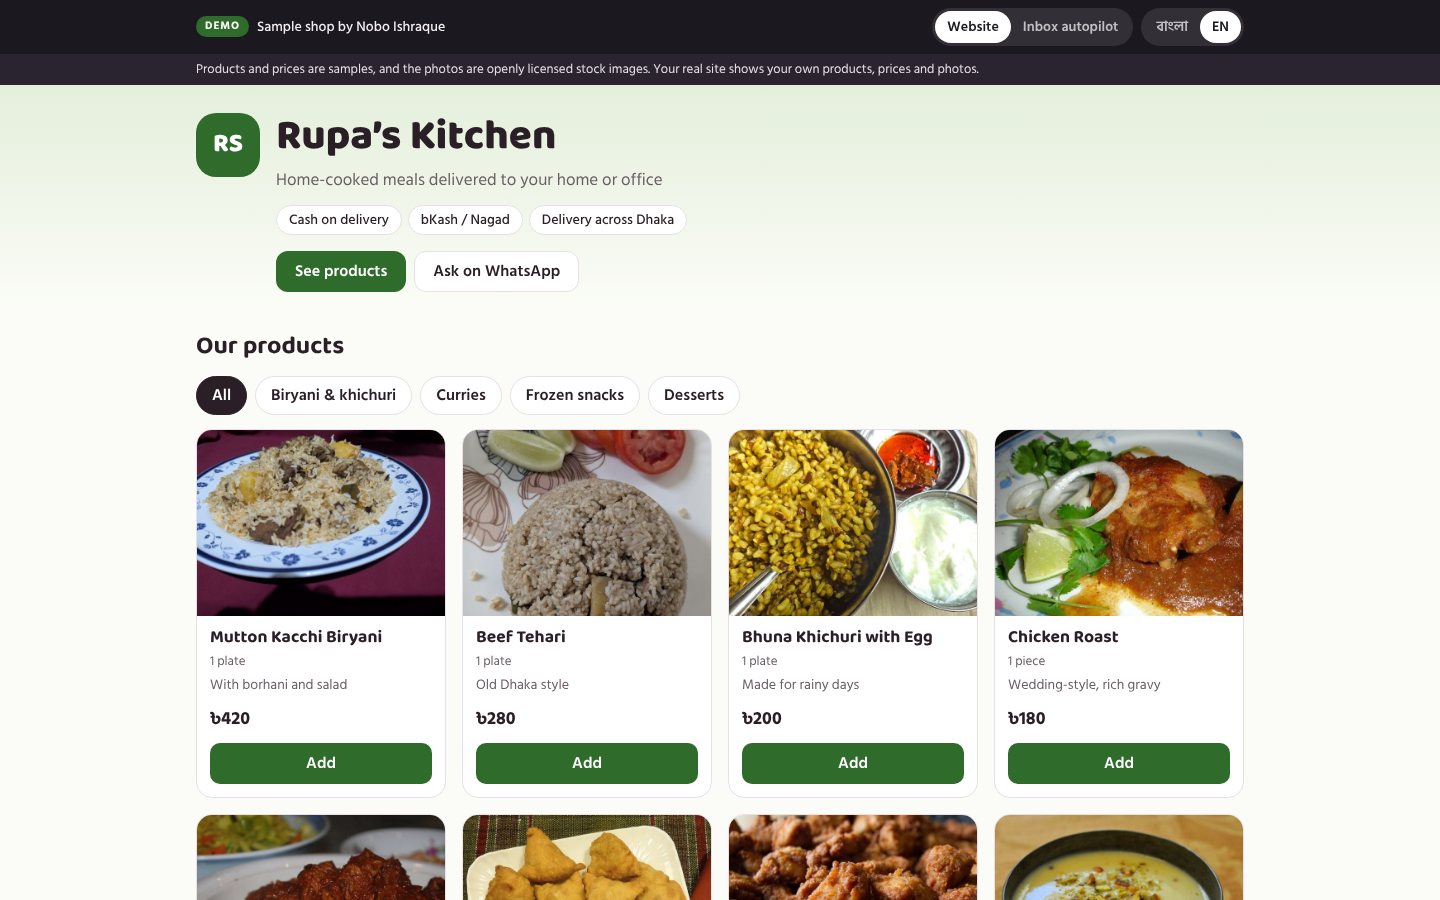 DEMO Sample shop by Nobo Ishraque Website Inbox autopilot বাংলা EN
Products and prices are samples, and the photos are openly licensed stock images. Your real site shows your own products, prices and photos.
RS
Rupa's Kitchen
Home-cooked meals delivered to your home or office
Cash on delivery bKash / Nagad Delivery across Dhaka
See products Ask on WhatsApp
Our products
All Biryani & khichuri Curries Frozen snacks Desserts
Mutton Kacchi Biryani
1 plate
With borhani and salad
৳420
Add
Beef Tehari
1 plate
Old Dhaka style
৳280
Add
Bhuna Khichuri with Egg
1 plate
Made for rainy days
৳200
Add
Chicken Roast
1 piece
Wedding-style, rich gravy
৳180
Add